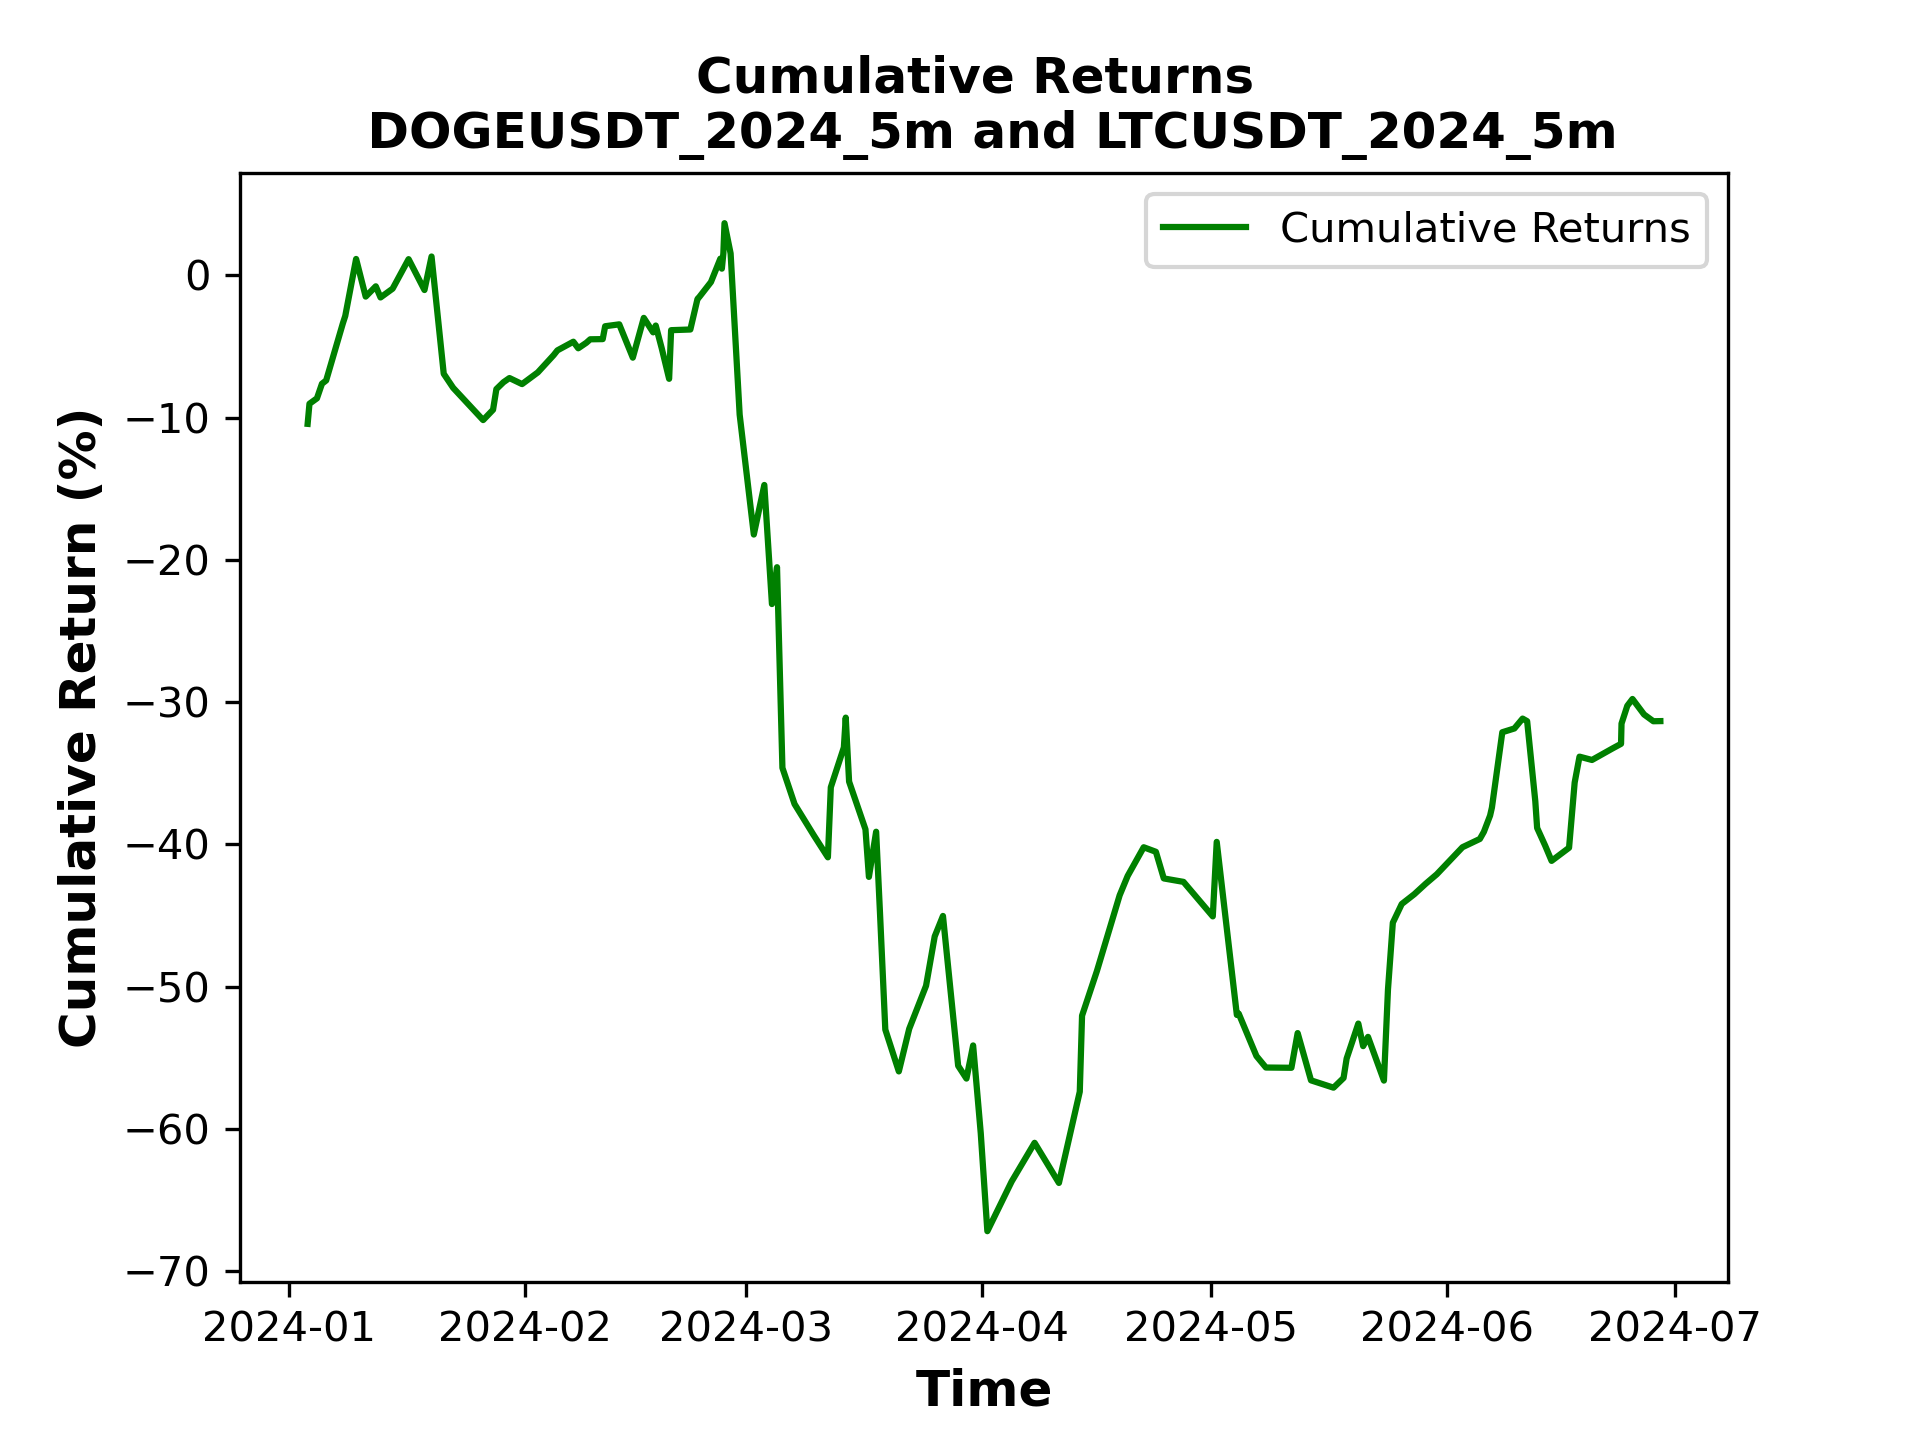 Cumulative Returns
DOGEUSDT_2024_5m and LTCUSDT_2024_5m
Cumulative Returns
Cumulative Return (%)
0
−10
−20
−30
−40
−50
−60
−70
2024-01 2024-02 2024-03 2024-04 2024-05 2024-06 2024-07
Time